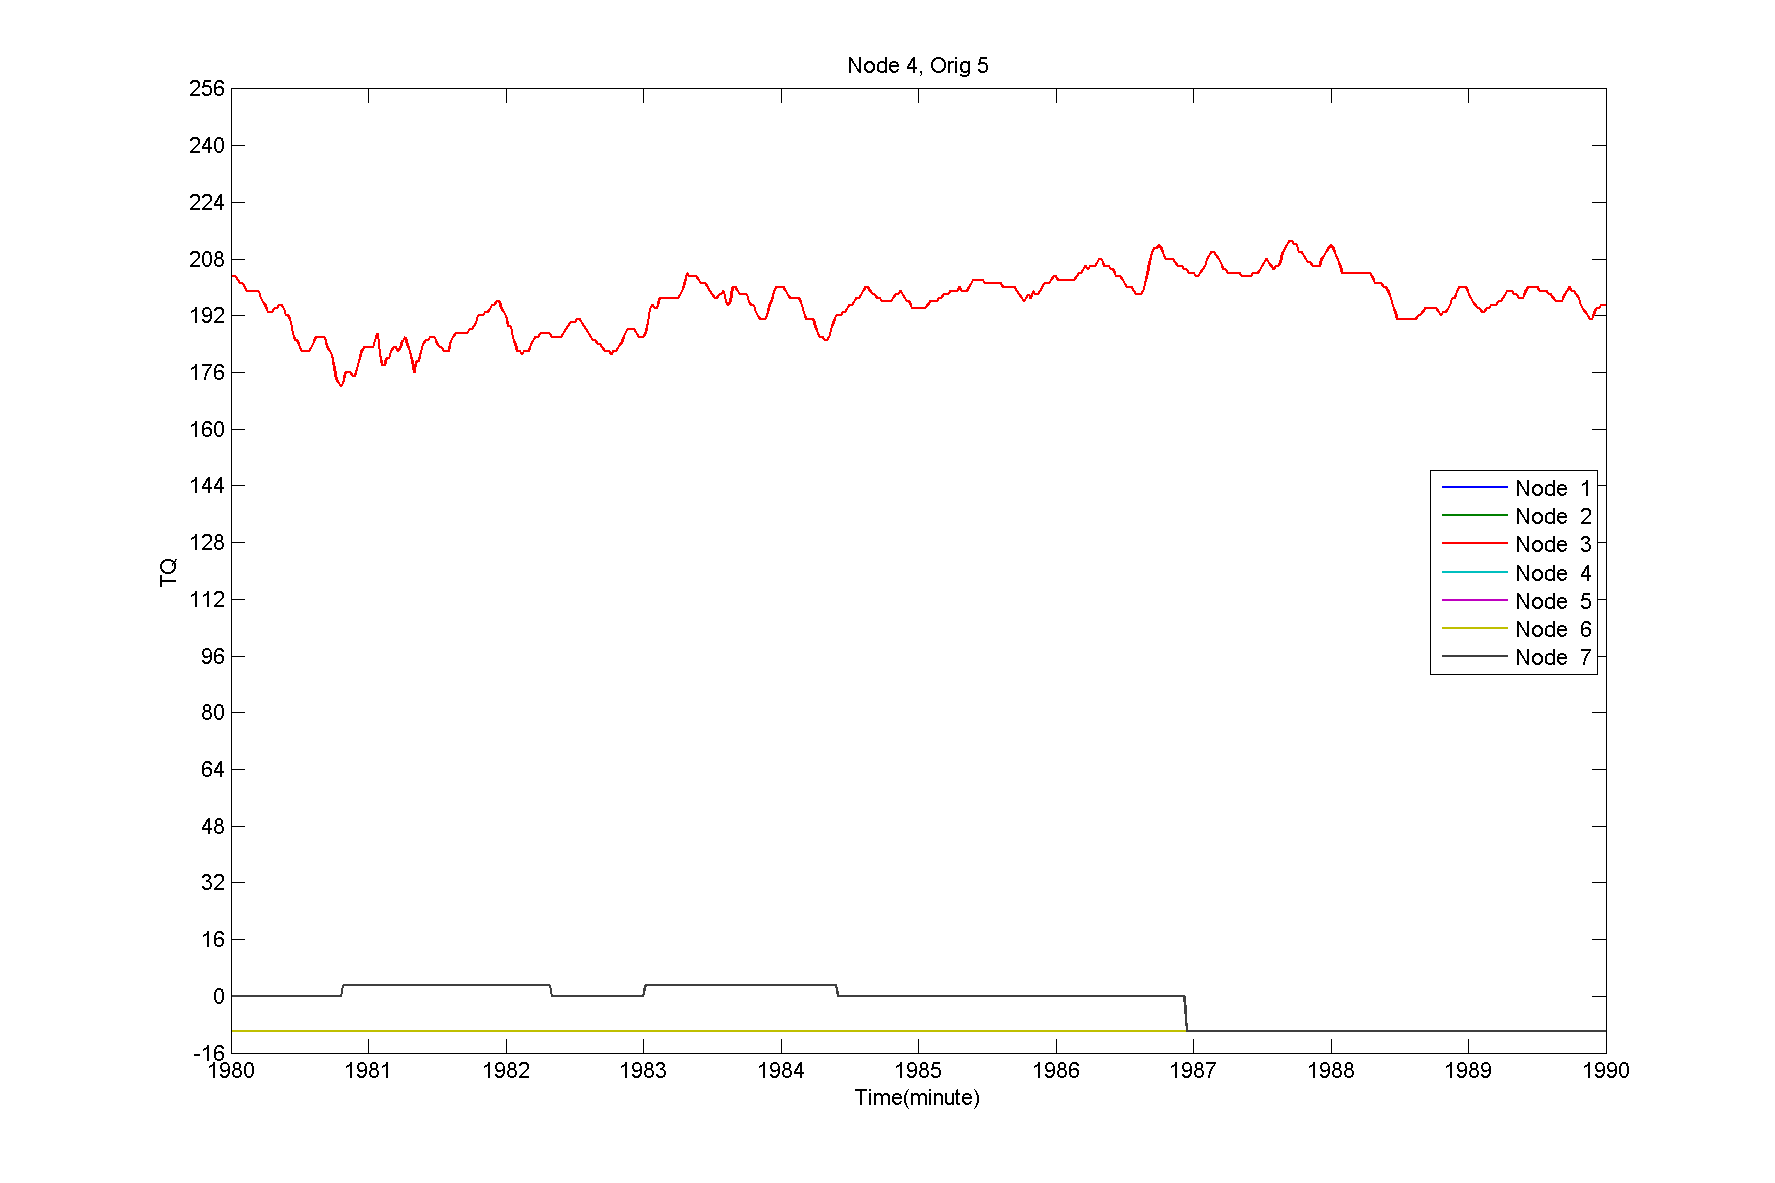 Node 4, Orig 5
256
240
224
208
192
176
160
144
128
112
96
80
64
48
32
16
0
-16
TQ
Node 1
Node 2
Node 3
Node 4
Node 5
Node 6
Node 7
1980 1981 1982 1983 1984 1985 1986 1987 1988 1989 1990
Time(minute)